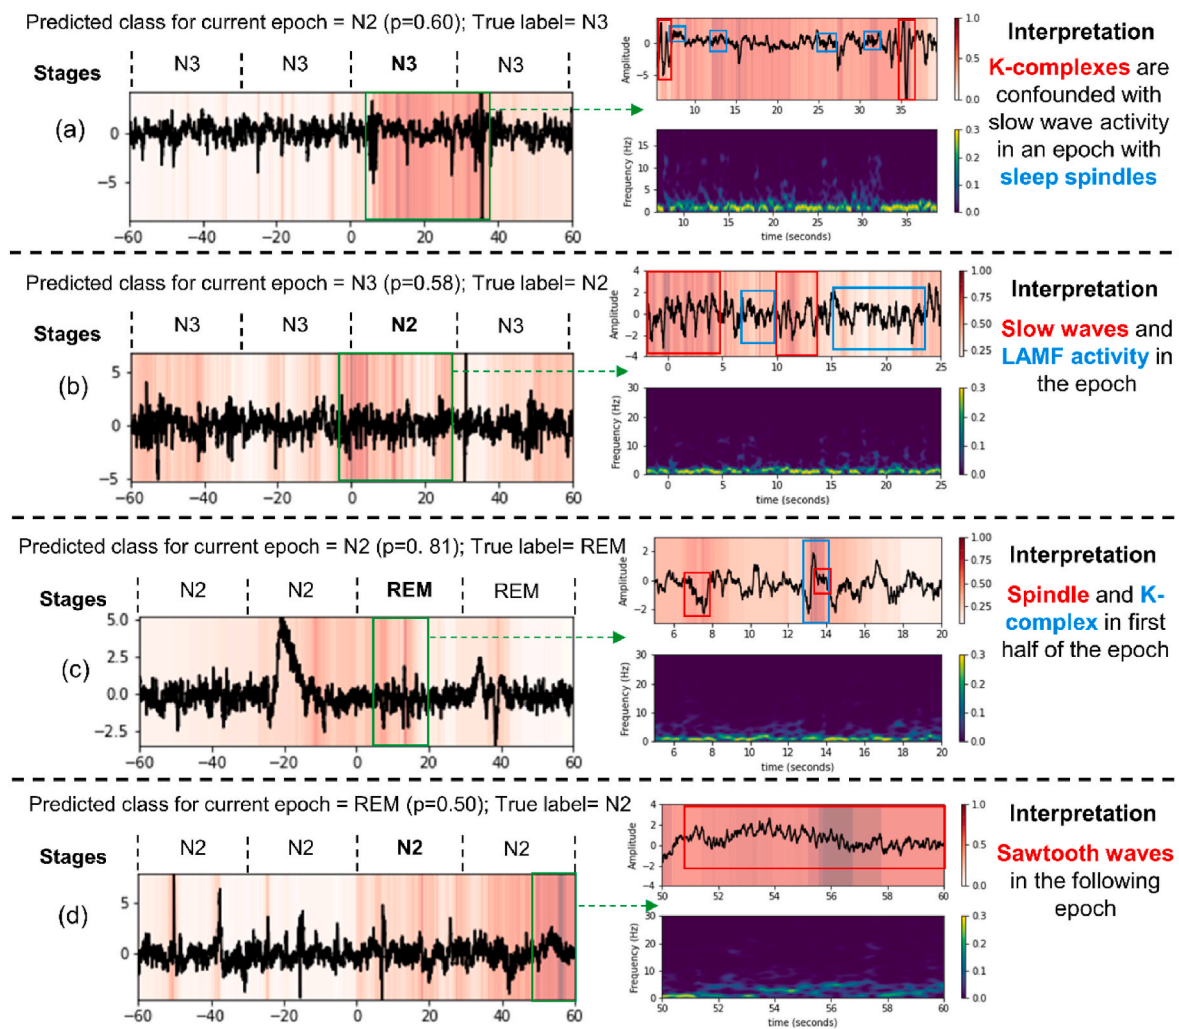 Predicted class for current epoch = N2 (p=0.60); True label= N3
Stages
N3 N3 N3 N3
(a)
0
−5
−60 −40 −20 0 20 40 60
Amplitude
0
−5
10 15 20 25 30 35
1.0
0.8
0.6
0.4
0.2
0.0
Frequency (Hz)
15
10
5
0
10 15 20 25 30 35
time (seconds)
0.3
0.2
0.1
0.0
Interpretation
K-complexes are
confounded with
slow wave activity
in an epoch with
sleep spindles
Predicted class for current epoch = N3 (p=0.58); True label= N2
Stages
N3 N3 N2 N3
(b)
5
0
−5
−60 −40 −20 0 20 40 60
Amplitude
4
2
0
−2
−4
5 10 15 20 25
1.00
0.75
0.50
0.25
Frequency (Hz)
30
20
10
0
5 10 15 20 25
time (seconds)
0.3
0.2
0.1
0.0
Interpretation
Slow waves and
LAMF activity in
the epoch
Predicted class for current epoch = N2 (p=0. 81); True label= REM
Stages
N2 N2 REM REM
(c)
5.0
2.5
0.0
−2.5
−60 −40 −20 0 20 40 60
Amplitude
2
0
−2
6 8 10 12 14 16 18 20
1.00
0.75
0.50
0.25
Frequency (Hz)
30
20
10
0
6 8 10 12 14 16 18 20
time (seconds)
0.3
0.2
0.1
0.0
Interpretation
Spindle and K-
complex in first
half of the epoch
Predicted class for current epoch = REM (p=0.50); True label= N2
Stages
N2 N2 N2 N2
(d)
5
0
−60 −40 −20 0 20 40 60
Amplitude
4
2
0
−2
−4
50 52 54 56 58 60
1.0
0.8
0.6
0.4
0.2
0.0
Frequency (Hz)
30
20
10
0
50 52 54 56 58 60
time (seconds)
0.3
0.2
0.1
0.0
Interpretation
Sawtooth waves
in the following
epoch